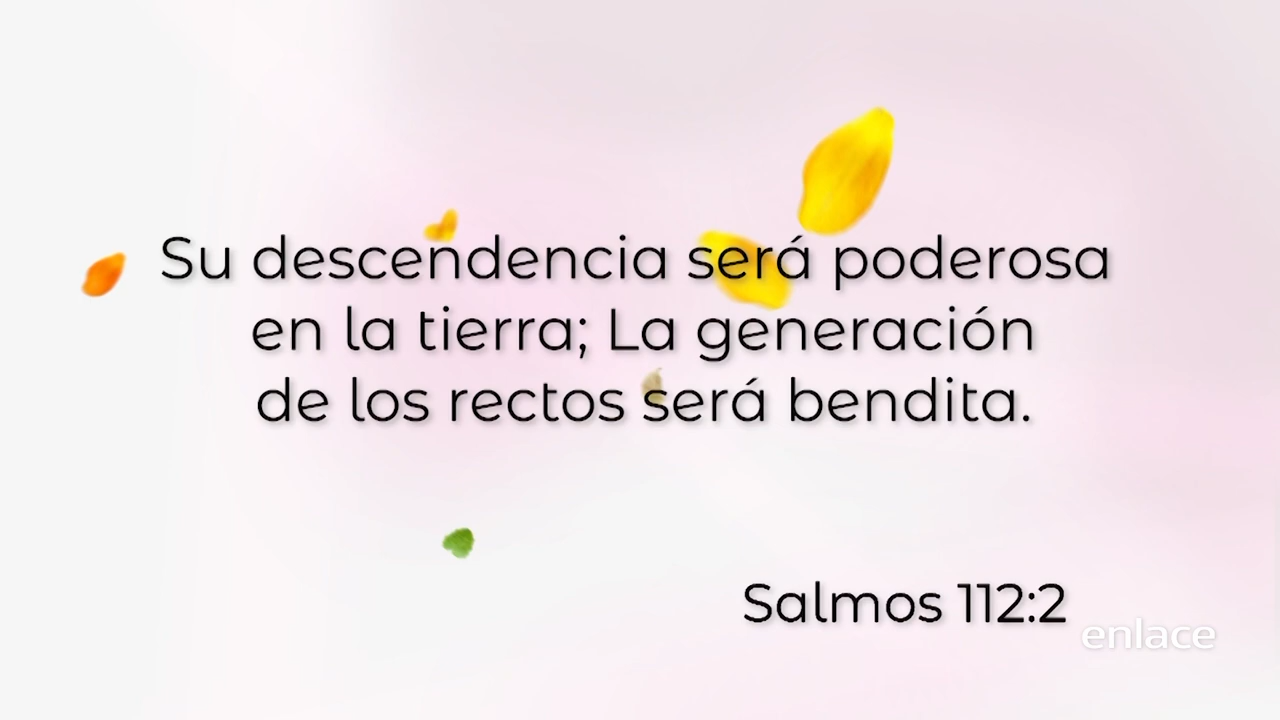 Su descendencia será poderosa
en la tierra; La generación
de los rectos será bendita.
Salmos 112:2
enlace